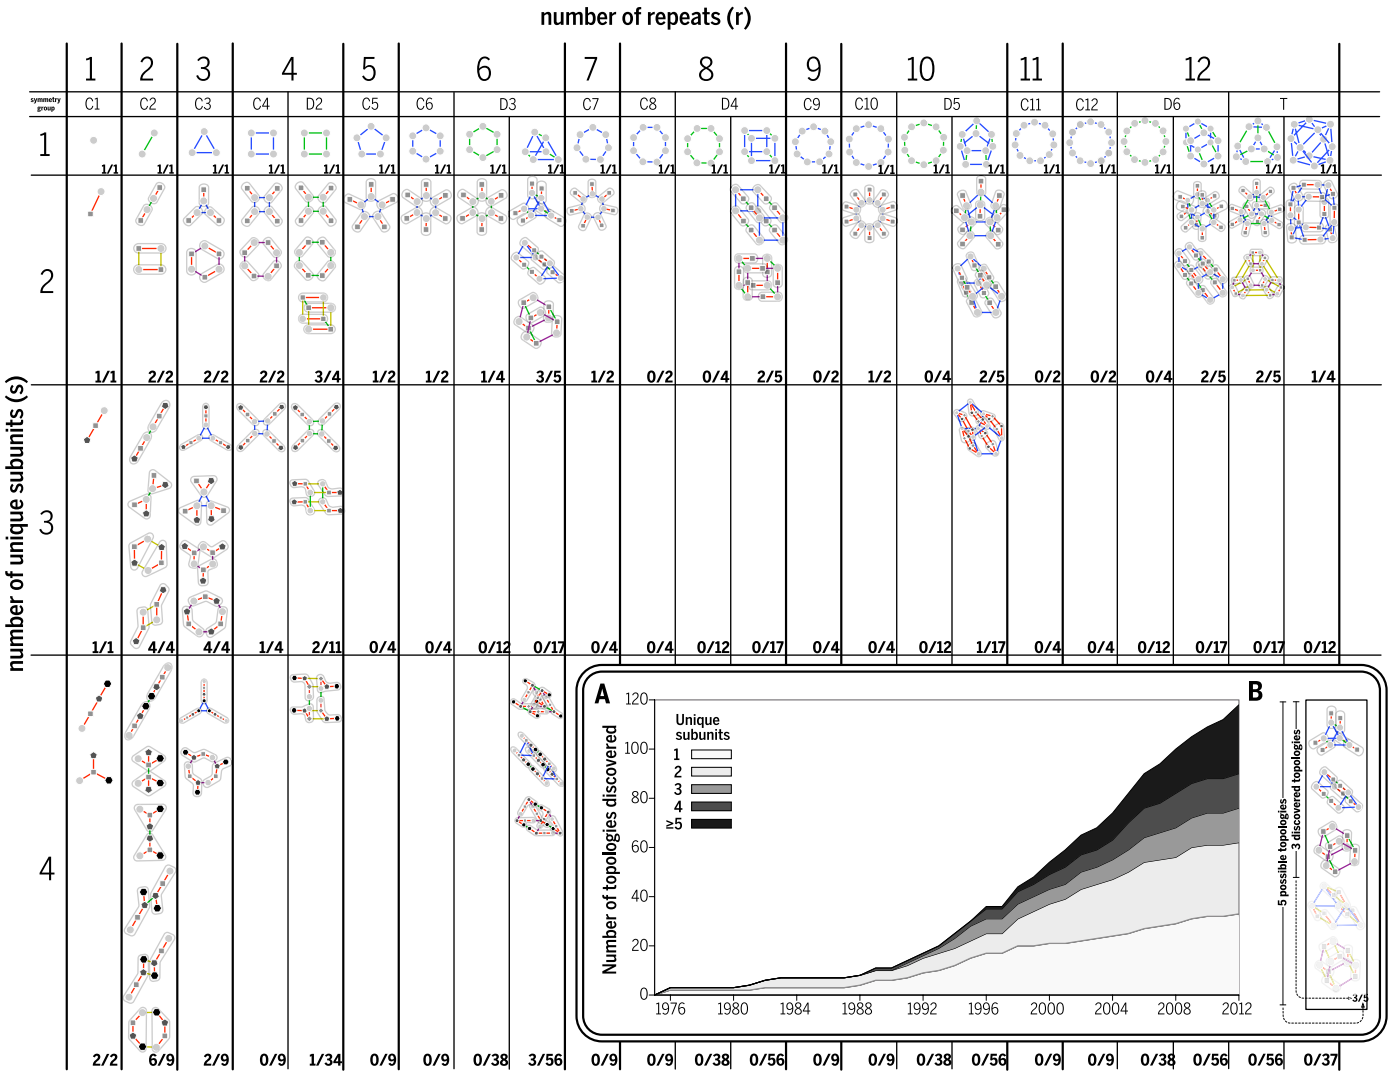 number of repeats (r)
1 2 3 4 5 6 7 8 9 10 11 12
symmetry
group
C1 C2 C3 C4 D2 C5 C6 D3 C7 C8 D4 C9 C10 D5 C11 C12 D6 T
number of unique subunits (s)
1
1/1 1/1 1/1 1/1 1/1 1/1 1/1 1/1 1/1 1/1 1/1 1/1 1/1 1/1 1/1 1/1 1/1 1/1 1/1 1/1 1/1 1/1 1/1
2
1/1 2/2 2/2 2/2 3/4 1/2 1/2 1/4 3/5 1/2 0/2 0/4 2/5 0/2 1/2 0/4 2/5 0/2 0/2 0/4 2/5 2/5 1/4
3
1/1 4/4 4/4 1/4 2/11 0/4 0/4 0/12 0/17 0/4 0/4 0/12 0/17 0/4 0/4 0/12 1/17 0/4 0/4 0/12 0/17 0/17 0/12
4
2/2 6/9 2/9 0/9 1/34 0/9 0/9 0/38 3/56 0/9 0/9 0/38 0/56 0/9 0/9 0/38 0/56 0/9 0/9 0/38 0/56 0/56 0/37
A
Number of topologies discovered
120
100
80
60
40
20
0
Unique
subunits
1
2
3
4
≥5
1976 1980 1984 1988 1992 1996 2000 2004 2008 2012
B
5 possible topologies
3 discovered topologies
3/5